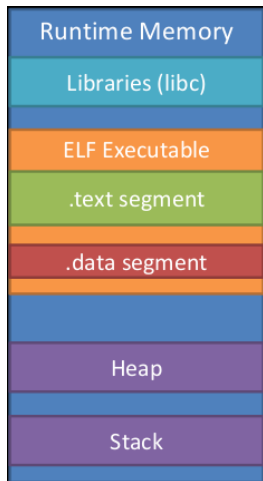 Runtime Memory
Libraries (libc)
ELF Executable
.text segment
.data segment
Heap
Stack